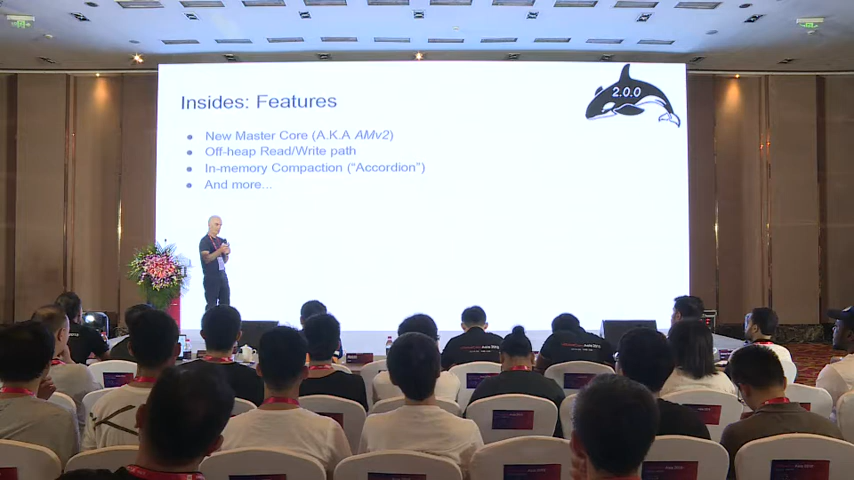 Insides: Features
2.0.0
New Master Core (A.K.A AMv2)
Off-heap Read/Write path
In-memory Compaction ("Accordion")
And more...